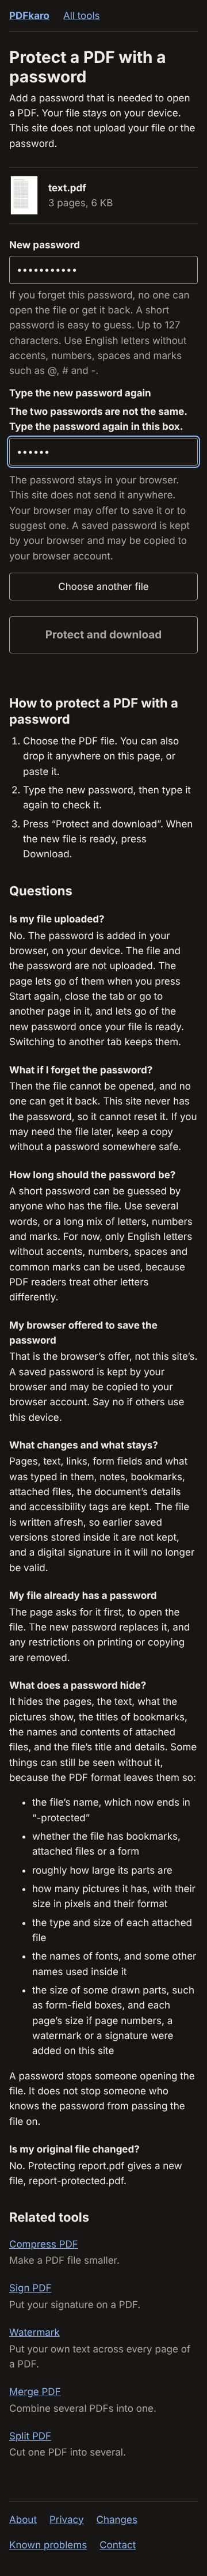 PDFkaro All tools
Protect a PDF with a
password
Add a password that is needed to open
a PDF. Your file stays on your device.
This site does not upload your file or the
password.
text.pdf
3 pages, 6 KB
New password
•••••••••••
If you forget this password, no one can
open the file or get it back. A short
password is easy to guess. Up to 127
characters. Use English letters without
accents, numbers, spaces and marks
such as @, # and -.
Type the new password again
The two passwords are not the same.
Type the password again in this box.
••••••
The password stays in your browser.
This site does not send it anywhere.
Your browser may offer to save it or to
suggest one. A saved password is kept
by your browser and may be copied to
your browser account.
Choose another file
Protect and download
How to protect a PDF with a
password
1. Choose the PDF file. You can also
drop it anywhere on this page, or
paste it.
2. Type the new password, then type it
again to check it.
3. Press “Protect and download”. When
the new file is ready, press
Download.
Questions
Is my file uploaded?
No. The password is added in your
browser, on your device. The file and
the password are not uploaded. The
page lets go of them when you press
Start again, close the tab or go to
another page in it, and lets go of the
new password once your file is ready.
Switching to another tab keeps them.
What if I forget the password?
Then the file cannot be opened, and no
one can get it back. This site never has
the password, so it cannot reset it. If you
may need the file later, keep a copy
without a password somewhere safe.
How long should the password be?
A short password can be guessed by
anyone who has the file. Use several
words, or a long mix of letters, numbers
and marks. For now, only English letters
without accents, numbers, spaces and
common marks can be used, because
PDF readers treat other letters
differently.
My browser offered to save the
password
That is the browser’s offer, not this site’s.
A saved password is kept by your
browser and may be copied to your
browser account. Say no if others use
this device.
What changes and what stays?
Pages, text, links, form fields and what
was typed in them, notes, bookmarks,
attached files, the document’s details
and accessibility tags are kept. The file
is written afresh, so earlier saved
versions stored inside it are not kept,
and a digital signature in it will no longer
be valid.
My file already has a password
The page asks for it first, to open the
file. The new password replaces it, and
any restrictions on printing or copying
are removed.
What does a password hide?
It hides the pages, the text, what the
pictures show, the titles of bookmarks,
the names and contents of attached
files, and the file’s title and details. Some
things can still be seen without it,
because the PDF format leaves them so:
• the file’s name, which now ends in
“-protected”
• whether the file has bookmarks,
attached files or a form
• roughly how large its parts are
• how many pictures it has, with their
size in pixels and their format
• the type and size of each attached
file
• the names of fonts, and some other
names used inside it
• the size of some drawn parts, such
as form-field boxes, and each
page’s size if page numbers, a
watermark or a signature were
added on this site
A password stops someone opening the
file. It does not stop someone who
knows the password from passing the
file on.
Is my original file changed?
No. Protecting report.pdf gives a new
file, report-protected.pdf.
Related tools
Compress PDF
Make a PDF file smaller.
Sign PDF
Put your signature on a PDF.
Watermark
Put your own text across every page of
a PDF.
Merge PDF
Combine several PDFs into one.
Split PDF
Cut one PDF into several.
About Privacy Changes
Known problems Contact